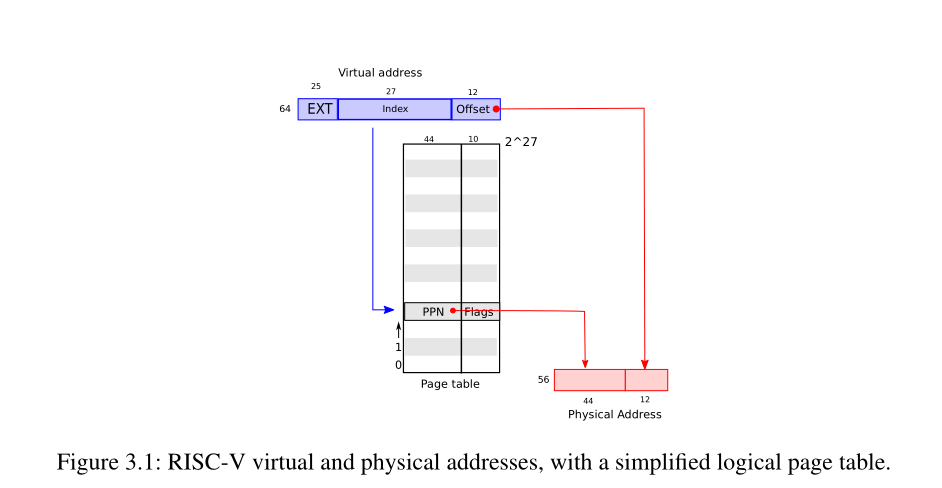 Virtual address
25
27
12
64
EXT
Index
Offset
44
10
2^27
PPN
Flags
1
0
Page table
56
44
12
Physical Address
Figure 3.1: RISC-V virtual and physical addresses, with a simplified logical page table.